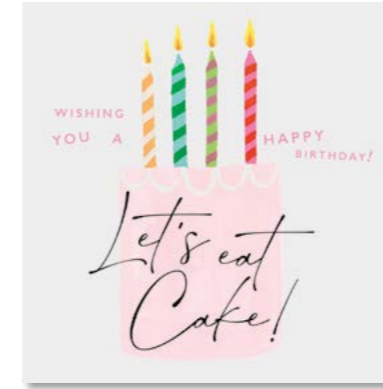 WISHING
YOU A HAPPY
BIRTHDAY!
Let's eat
Cake!